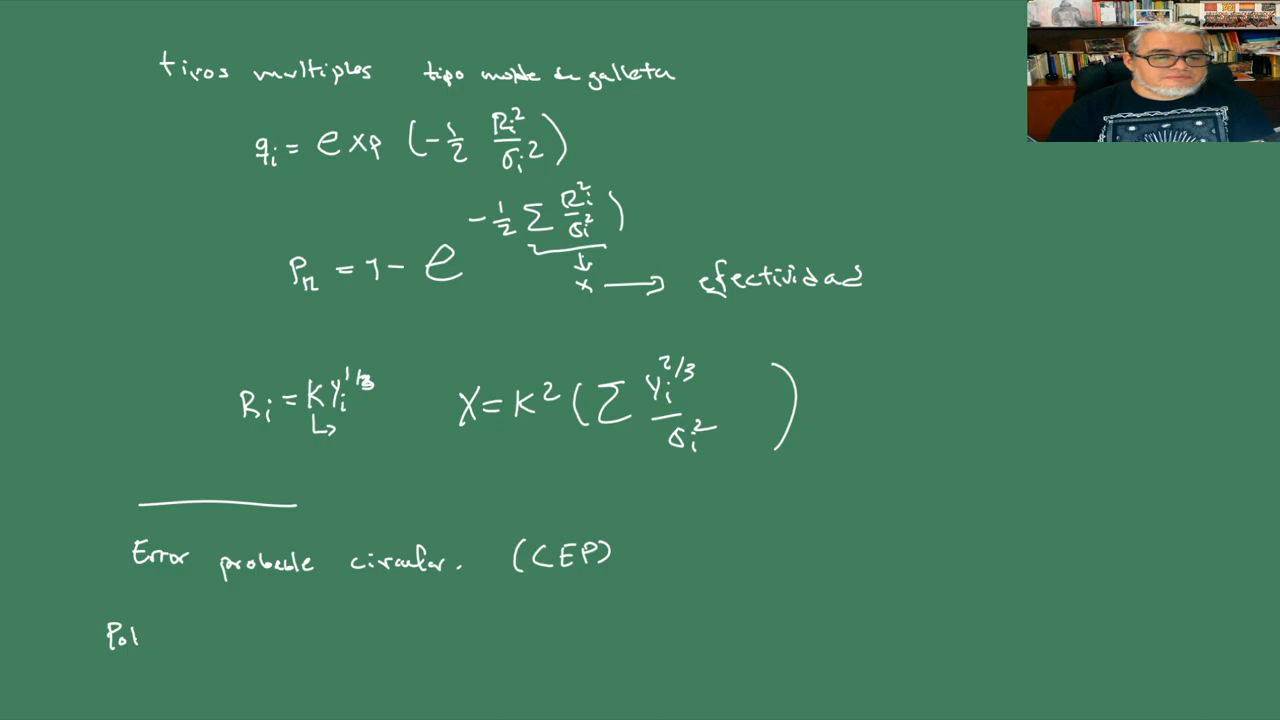 tiros multiples tipo molde de galleta
qi = exp (-1/2 Ri²/σi²)
Pn = 1 - e^(-1/2 Σ Ri²/σi²)
x → efectividad
Ri = KYi^1/3 X = K² (Σ Yi^2/3/σi²)
Error probable circular. (CEP)
Pol